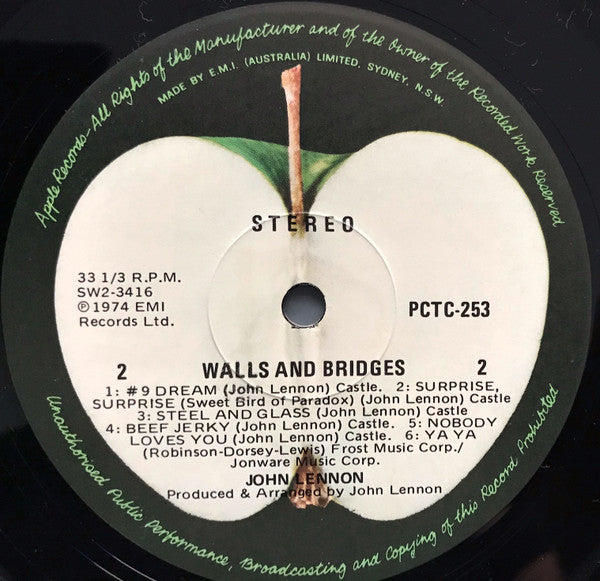 Apple Records-All Rights of the Manufacturer and of the Owner of the Recorded Work Reserved
MADE BY E.M.I. (AUSTRALIA) LIMITED. SYDNEY, N.S.W.
STEREO
33 1/3 R.P.M.
SW2-3416
℗ 1974 EMI
Records Ltd.
PCTC-253
2 WALLS AND BRIDGES 2
1: #9 DREAM (John Lennon) Castle. 2: SURPRISE,
SURPRISE (Sweet Bird of Paradox) (John Lennon) Castle
3: STEEL AND GLASS (John Lennon) Castle
4: BEEF JERKY (John Lennon) Castle. 5: NOBODY
LOVES YOU (John Lennon) Castle. 6: YA YA
(Robinson-Dorsey-Lewis) Frost Music Corp./
Jonware Music Corp.
JOHN LENNON
Produced & Arranged by John Lennon
Unauthorised Public Performance, Broadcasting and Copying of this Record Prohibited